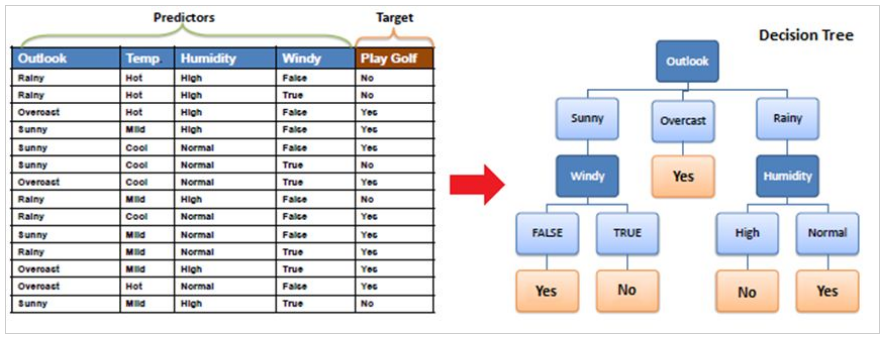 Predictors Target
Outlook Temp. Humidity Windy Play Golf
Rainy Hot High False No
Rainy Hot High True No
Overcast Hot High False Yes
Sunny Mild High False Yes
Sunny Cool Normal False Yes
Sunny Cool Normal True No
Overcast Cool Normal True Yes
Rainy Mild High False No
Rainy Cool Normal False Yes
Sunny Mild Normal False Yes
Rainy Mild Normal True Yes
Overcast Mild High True Yes
Overcast Hot Normal False Yes
Sunny Mild High True No
Decision Tree
Outlook
Sunny Overcast Rainy
Windy Yes Humidity
FALSE TRUE High Normal
Yes No No Yes